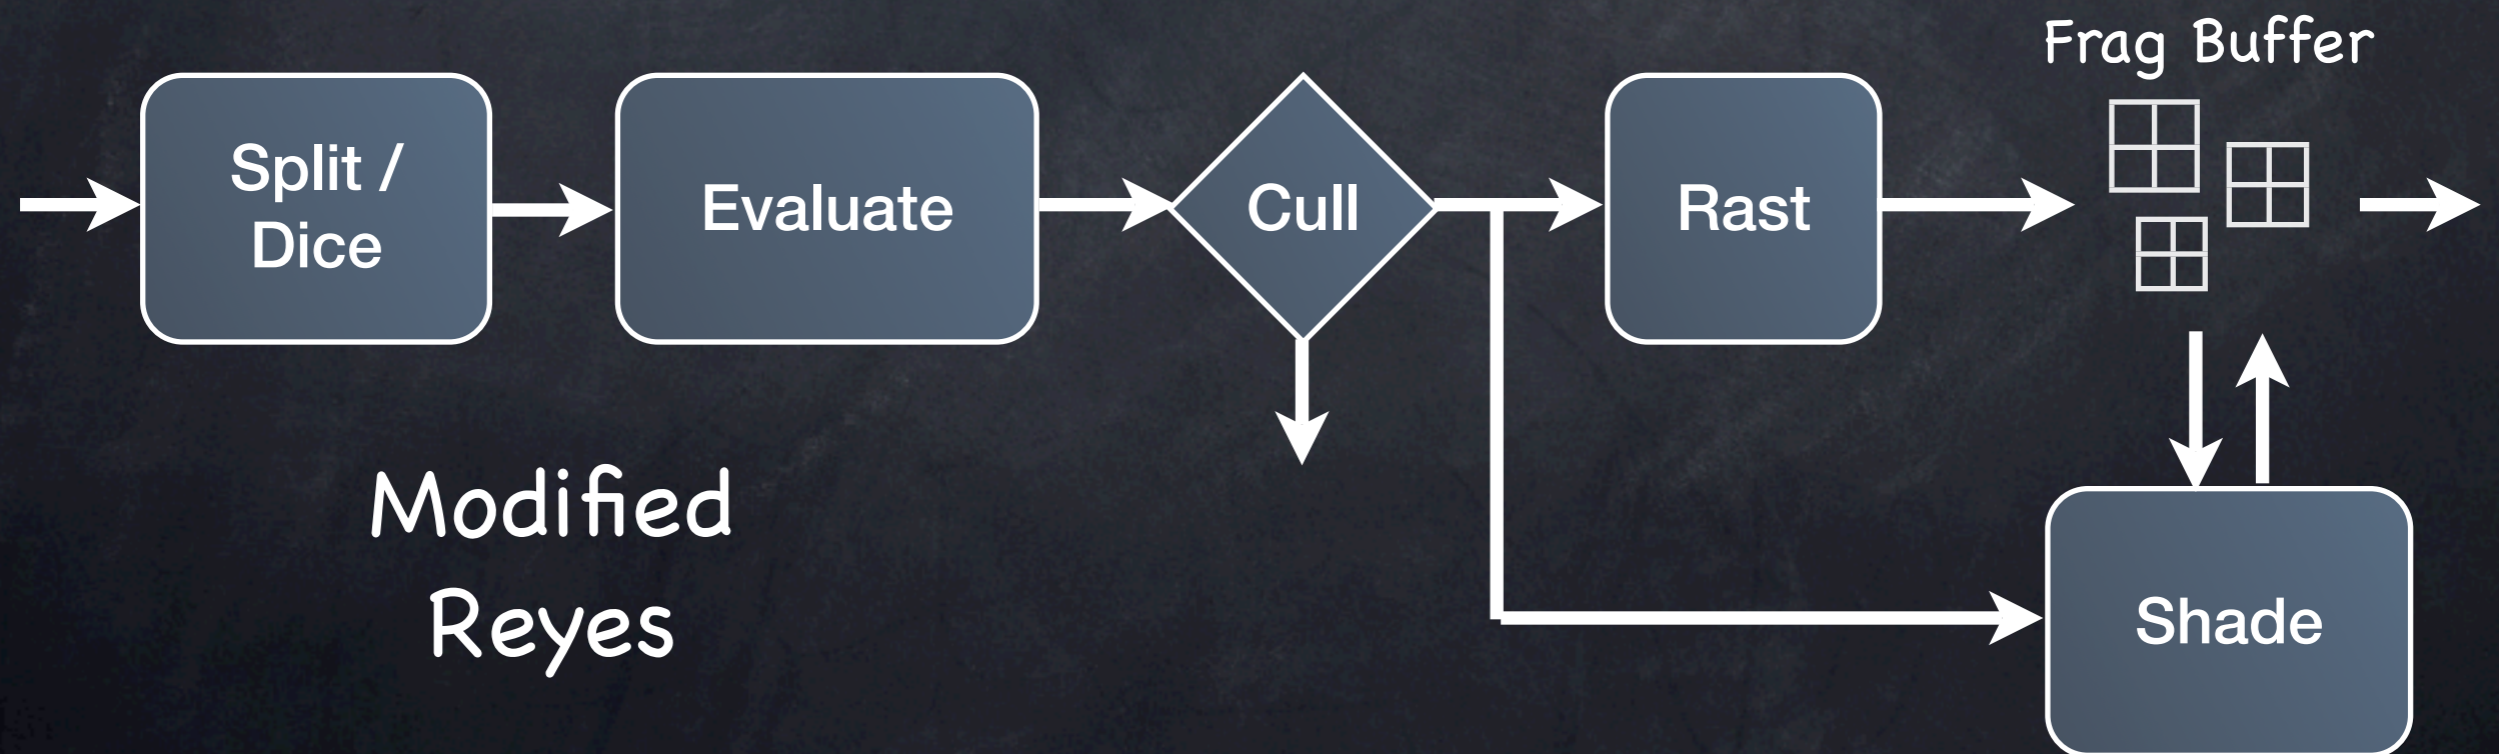 Frag Buffer
Split /
Dice
Evaluate
Cull
Rast
Modified
Reyes
Shade